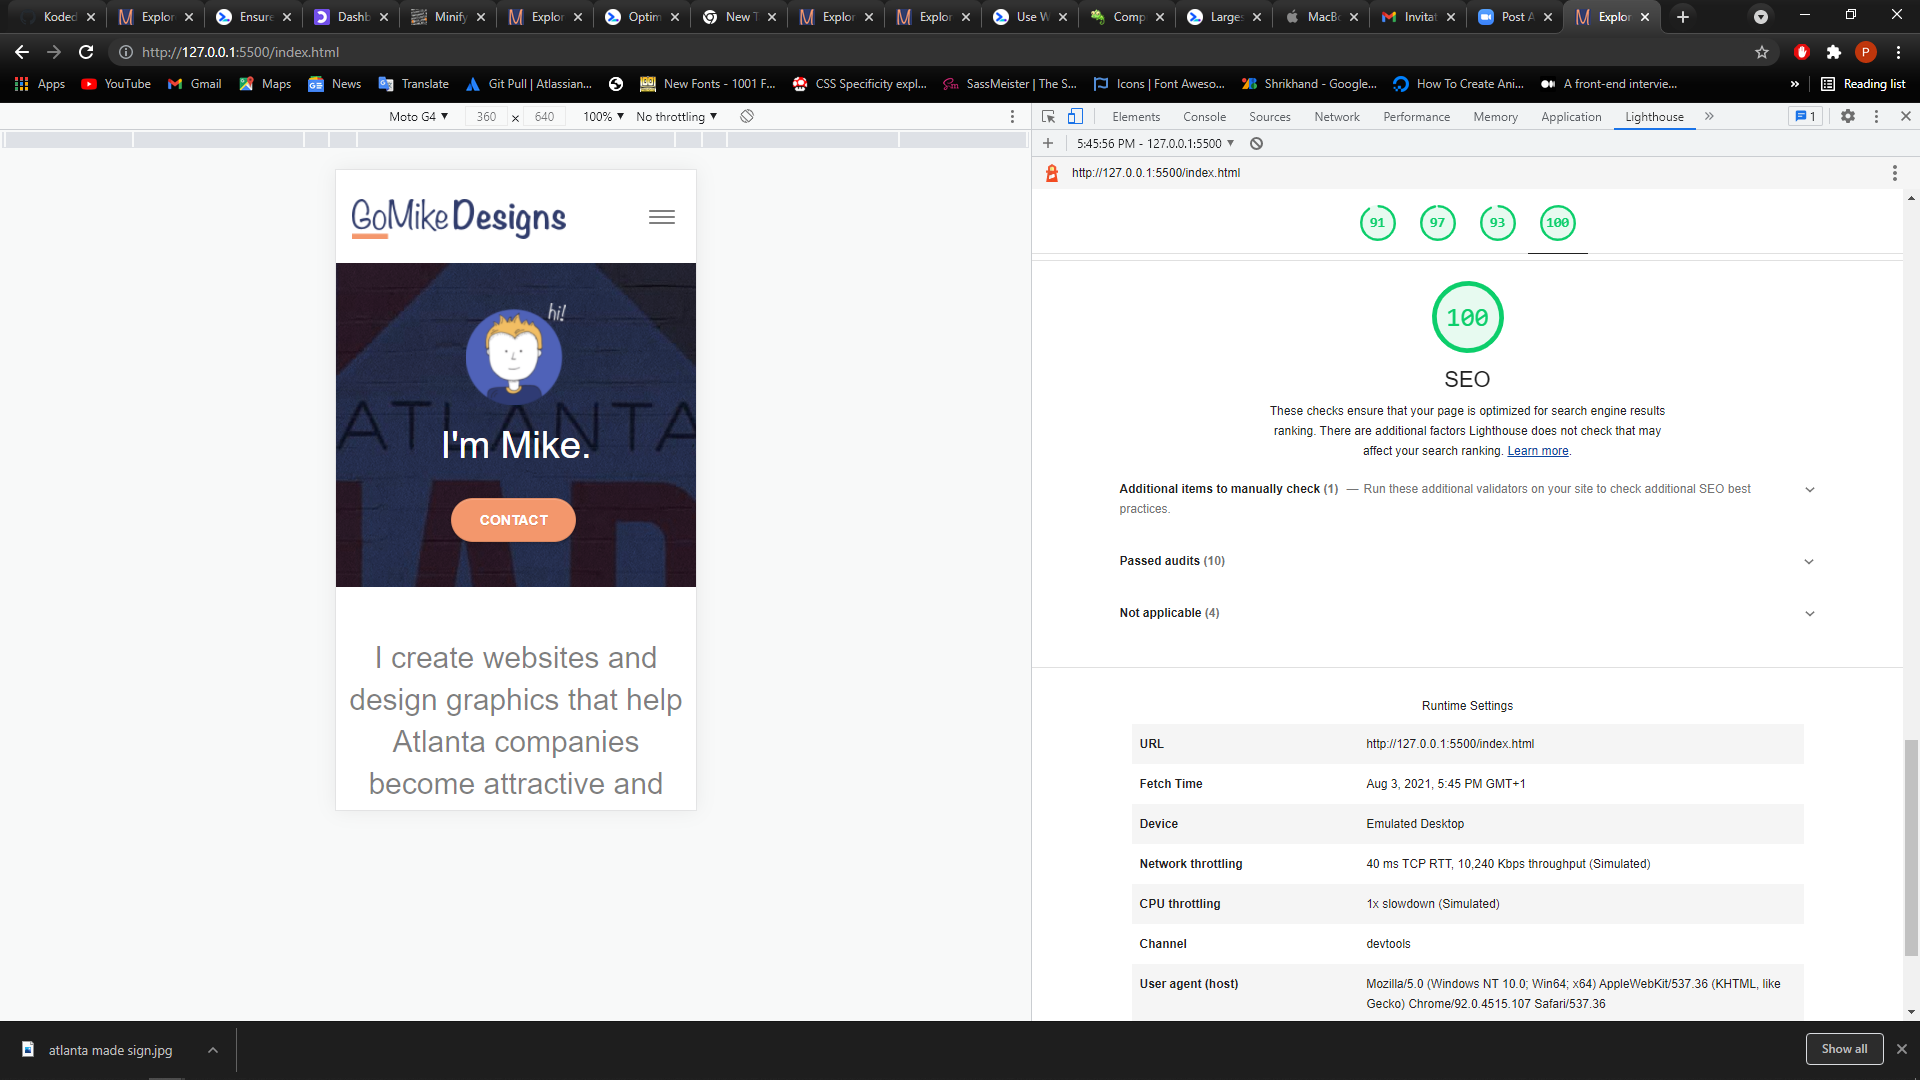 Koded
Explor
Ensure
Dashb
Minify
Explor
Optim
New T
Explor
Explor
Use W
Comp
Larges
MacBo
Invitat
Post A
Explor
http://127.0.0.1:5500/index.html
P
Apps
YouTube
Gmail
Maps
News
Translate
Git Pull | Atlassian...
New Fonts - 1001 F...
CSS Specificity expl...
SassMeister | The S...
Icons | Font Aweso...
Shrikhand - Google...
How To Create Ani...
A front-end intervie...
»
Reading list
Moto G4
360 x 640
100%
No throttling
Elements
Console
Sources
Network
Performance
Memory
Application
Lighthouse
»
1
5:45:56 PM - 127.0.0.1:5500
http://127.0.0.1:5500/index.html
GoMike Designs
hi!
ATLANTA
I'm Mike.
CONTACT
I create websites and
design graphics that help
Atlanta companies
become attractive and
91
97
93
100
100
SEO
These checks ensure that your page is optimized for search engine results
ranking. There are additional factors Lighthouse does not check that may
affect your search ranking. Learn more.
Additional items to manually check (1) — Run these additional validators on your site to check additional SEO best
practices.
Passed audits (10)
Not applicable (4)
Runtime Settings
URL http://127.0.0.1:5500/index.html
Fetch Time Aug 3, 2021, 5:45 PM GMT+1
Device Emulated Desktop
Network throttling 40 ms TCP RTT, 10,240 Kbps throughput (Simulated)
CPU throttling 1x slowdown (Simulated)
Channel devtools
User agent (host) Mozilla/5.0 (Windows NT 10.0; Win64; x64) AppleWebKit/537.36 (KHTML, like
Gecko) Chrome/92.0.4515.107 Safari/537.36
atlanta made sign.jpg
Show all